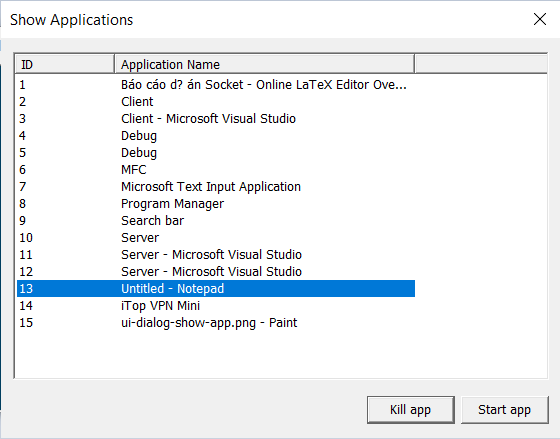 Show Applications
ID Application Name
1 Báo cáo d? án Socket - Online LaTeX Editor Ove...
2 Client
3 Client - Microsoft Visual Studio
4 Debug
5 Debug
6 MFC
7 Microsoft Text Input Application
8 Program Manager
9 Search bar
10 Server
11 Server - Microsoft Visual Studio
12 Server - Microsoft Visual Studio
13 Untitled - Notepad
14 iTop VPN Mini
15 ui-dialog-show-app.png - Paint
Kill app Start app